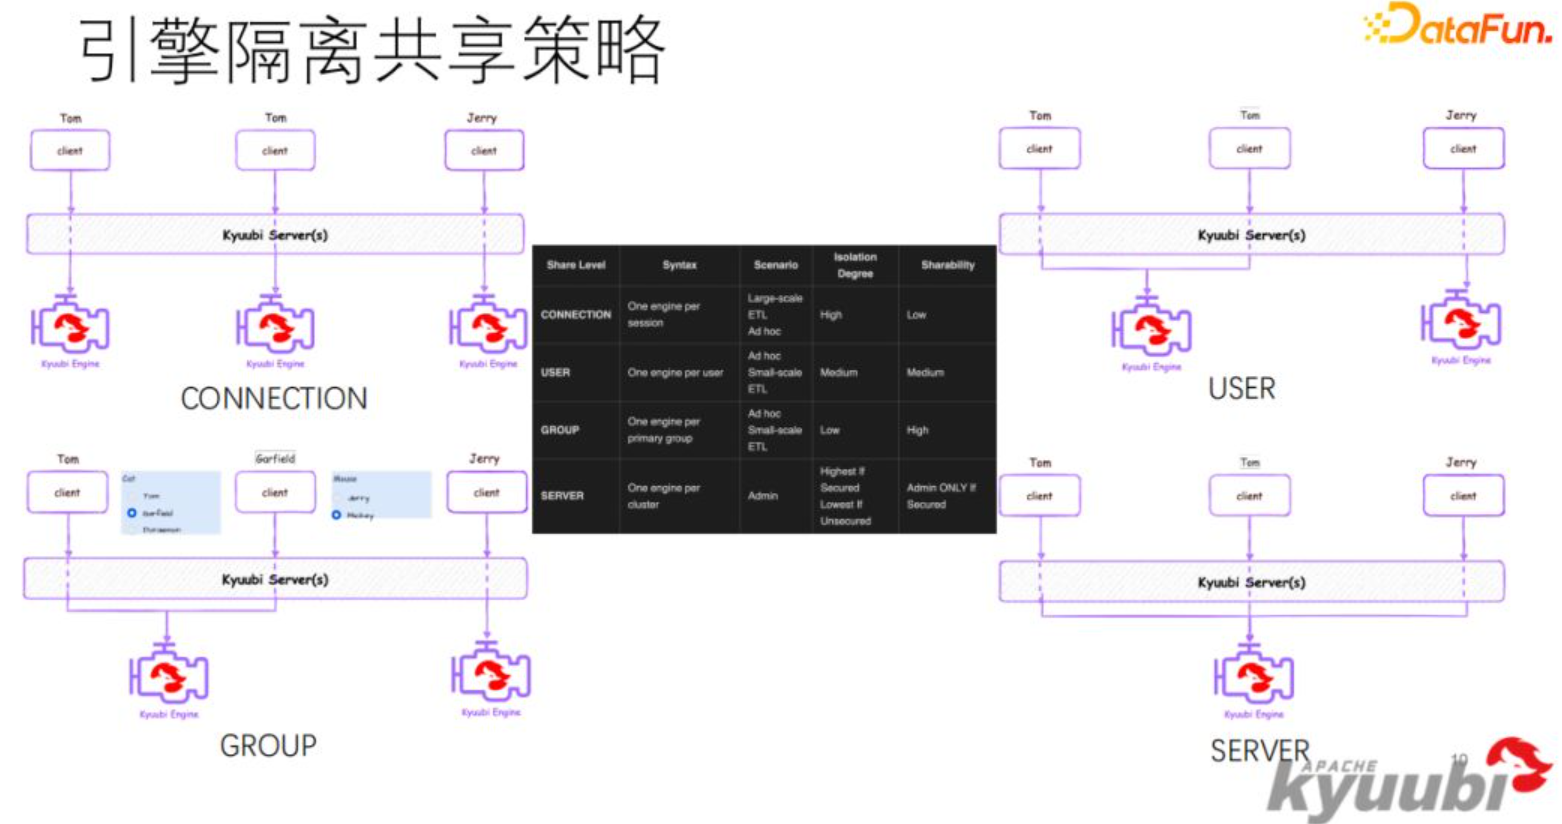 引擎隔离共享策略
DataFun.
Tom
Tom
Jerry
client
client
client
Kyuubi Server(s)
Kyuubi Engine
Kyuubi Engine
Kyuubi Engine
CONNECTION
Tom
Tom
Jerry
client
client
client
Kyuubi Server(s)
Kyuubi Engine
Kyuubi Engine
USER
Share Level Syntax Scenario Isolation Degree Sharability
CONNECTION One engine per session Large-scale ETL Ad hoc High Low
USER One engine per user Ad hoc Small-scale ETL Medium Medium
GROUP One engine per primary group Ad hoc Small-scale ETL Low High
SERVER One engine per cluster Admin Highest If Secured Lowest If Unsecured Admin ONLY If Secured
Tom
Garfield
Jerry
client
client
client
Cat
Tom
Garfield
Doraemon
Mouse
Jerry
Mickey
Kyuubi Server(s)
Kyuubi Engine
Kyuubi Engine
GROUP
Tom
Tom
Jerry
client
client
client
Kyuubi Server(s)
Kyuubi Engine
SERVER
10
APACHE
kyuubi